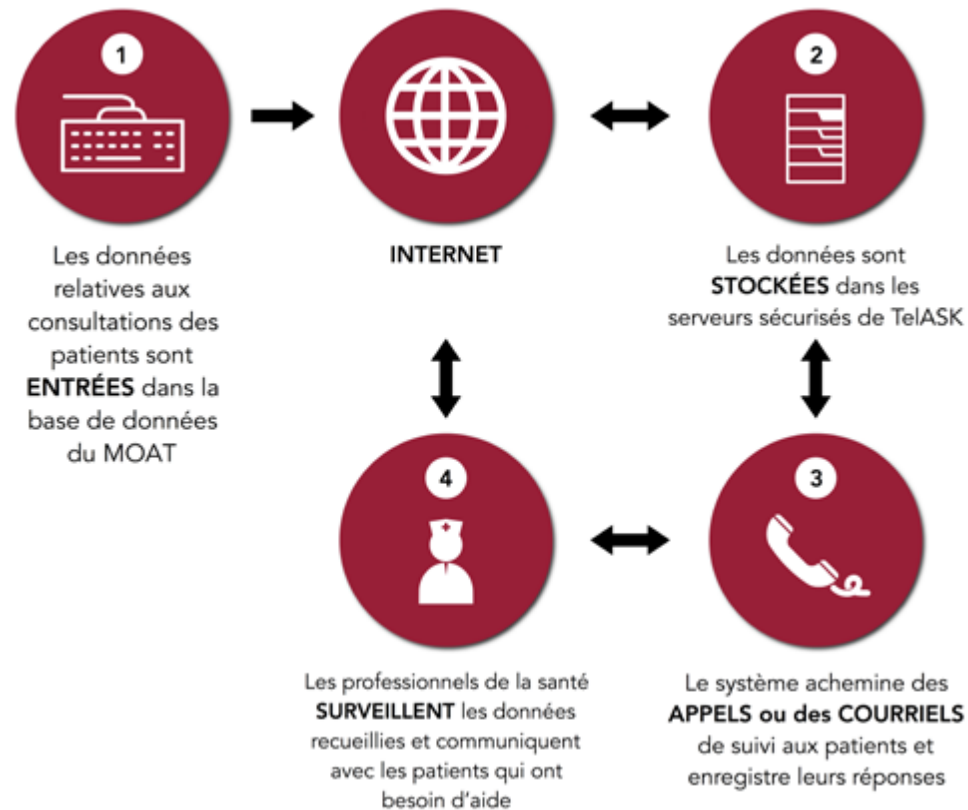 1
Les données
relatives aux
consultations des
patients sont
ENTRÉES dans la
base de données
du MOAT
INTERNET
2
Les données sont
STOCKÉES dans les
serveurs sécurisés de TelASK
4
Les professionnels de la santé
SURVEILLENT les données
recueillies et communiquent
avec les patients qui ont
besoin d'aide
3
Le système achemine des
APPELS ou des COURRIELS
de suivi aux patients et
enregistre leurs réponses